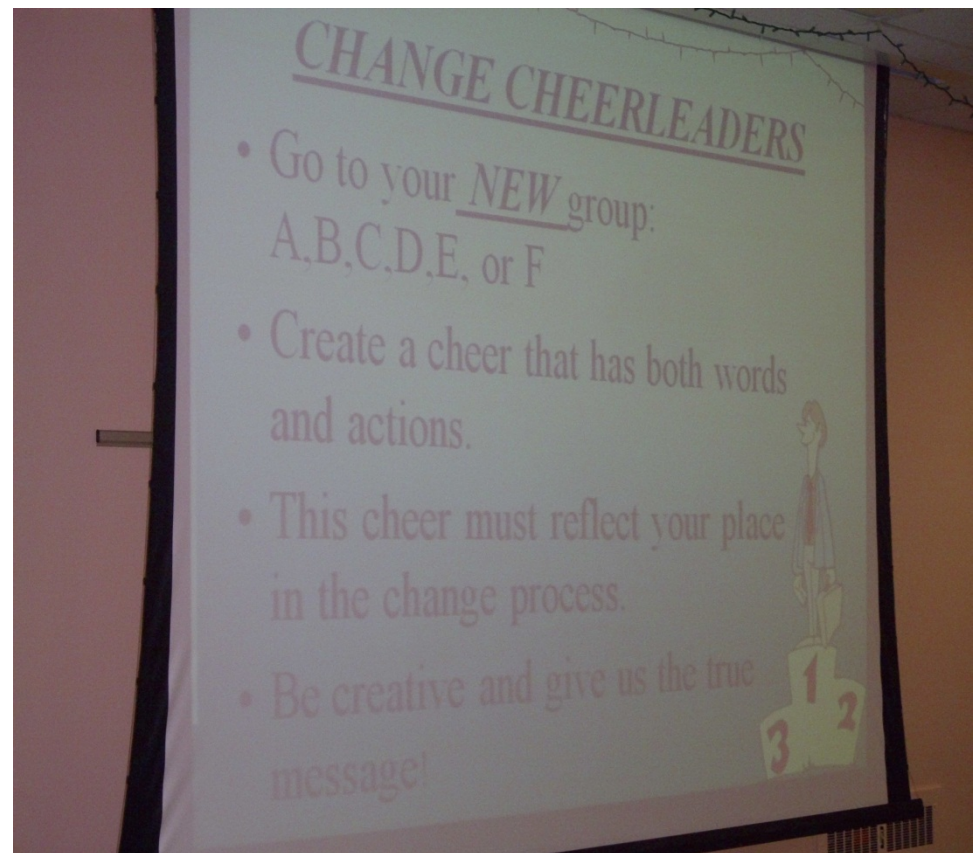 CHANGE CHEERLEADERS
• Go to your NEW group:
A,B,C,D,E, or F
• Create a cheer that has both words
and actions.
• This cheer must reflect your place
in the change process.
• Be creative and give us the true
message!
1
2
3